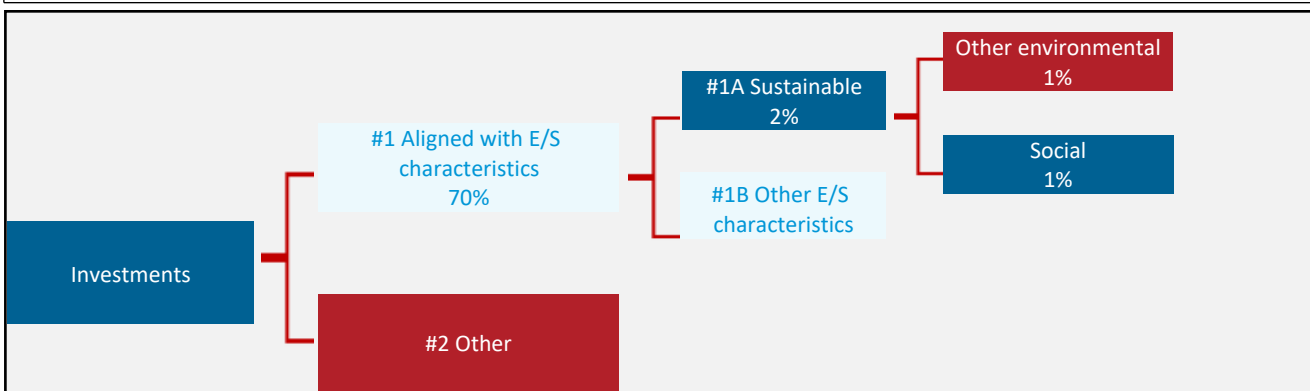 Investments
#1 Aligned with E/S
characteristics
70%
#2 Other
#1A Sustainable
2%
#1B Other E/S
characteristics
Other environmental
1%
Social
1%